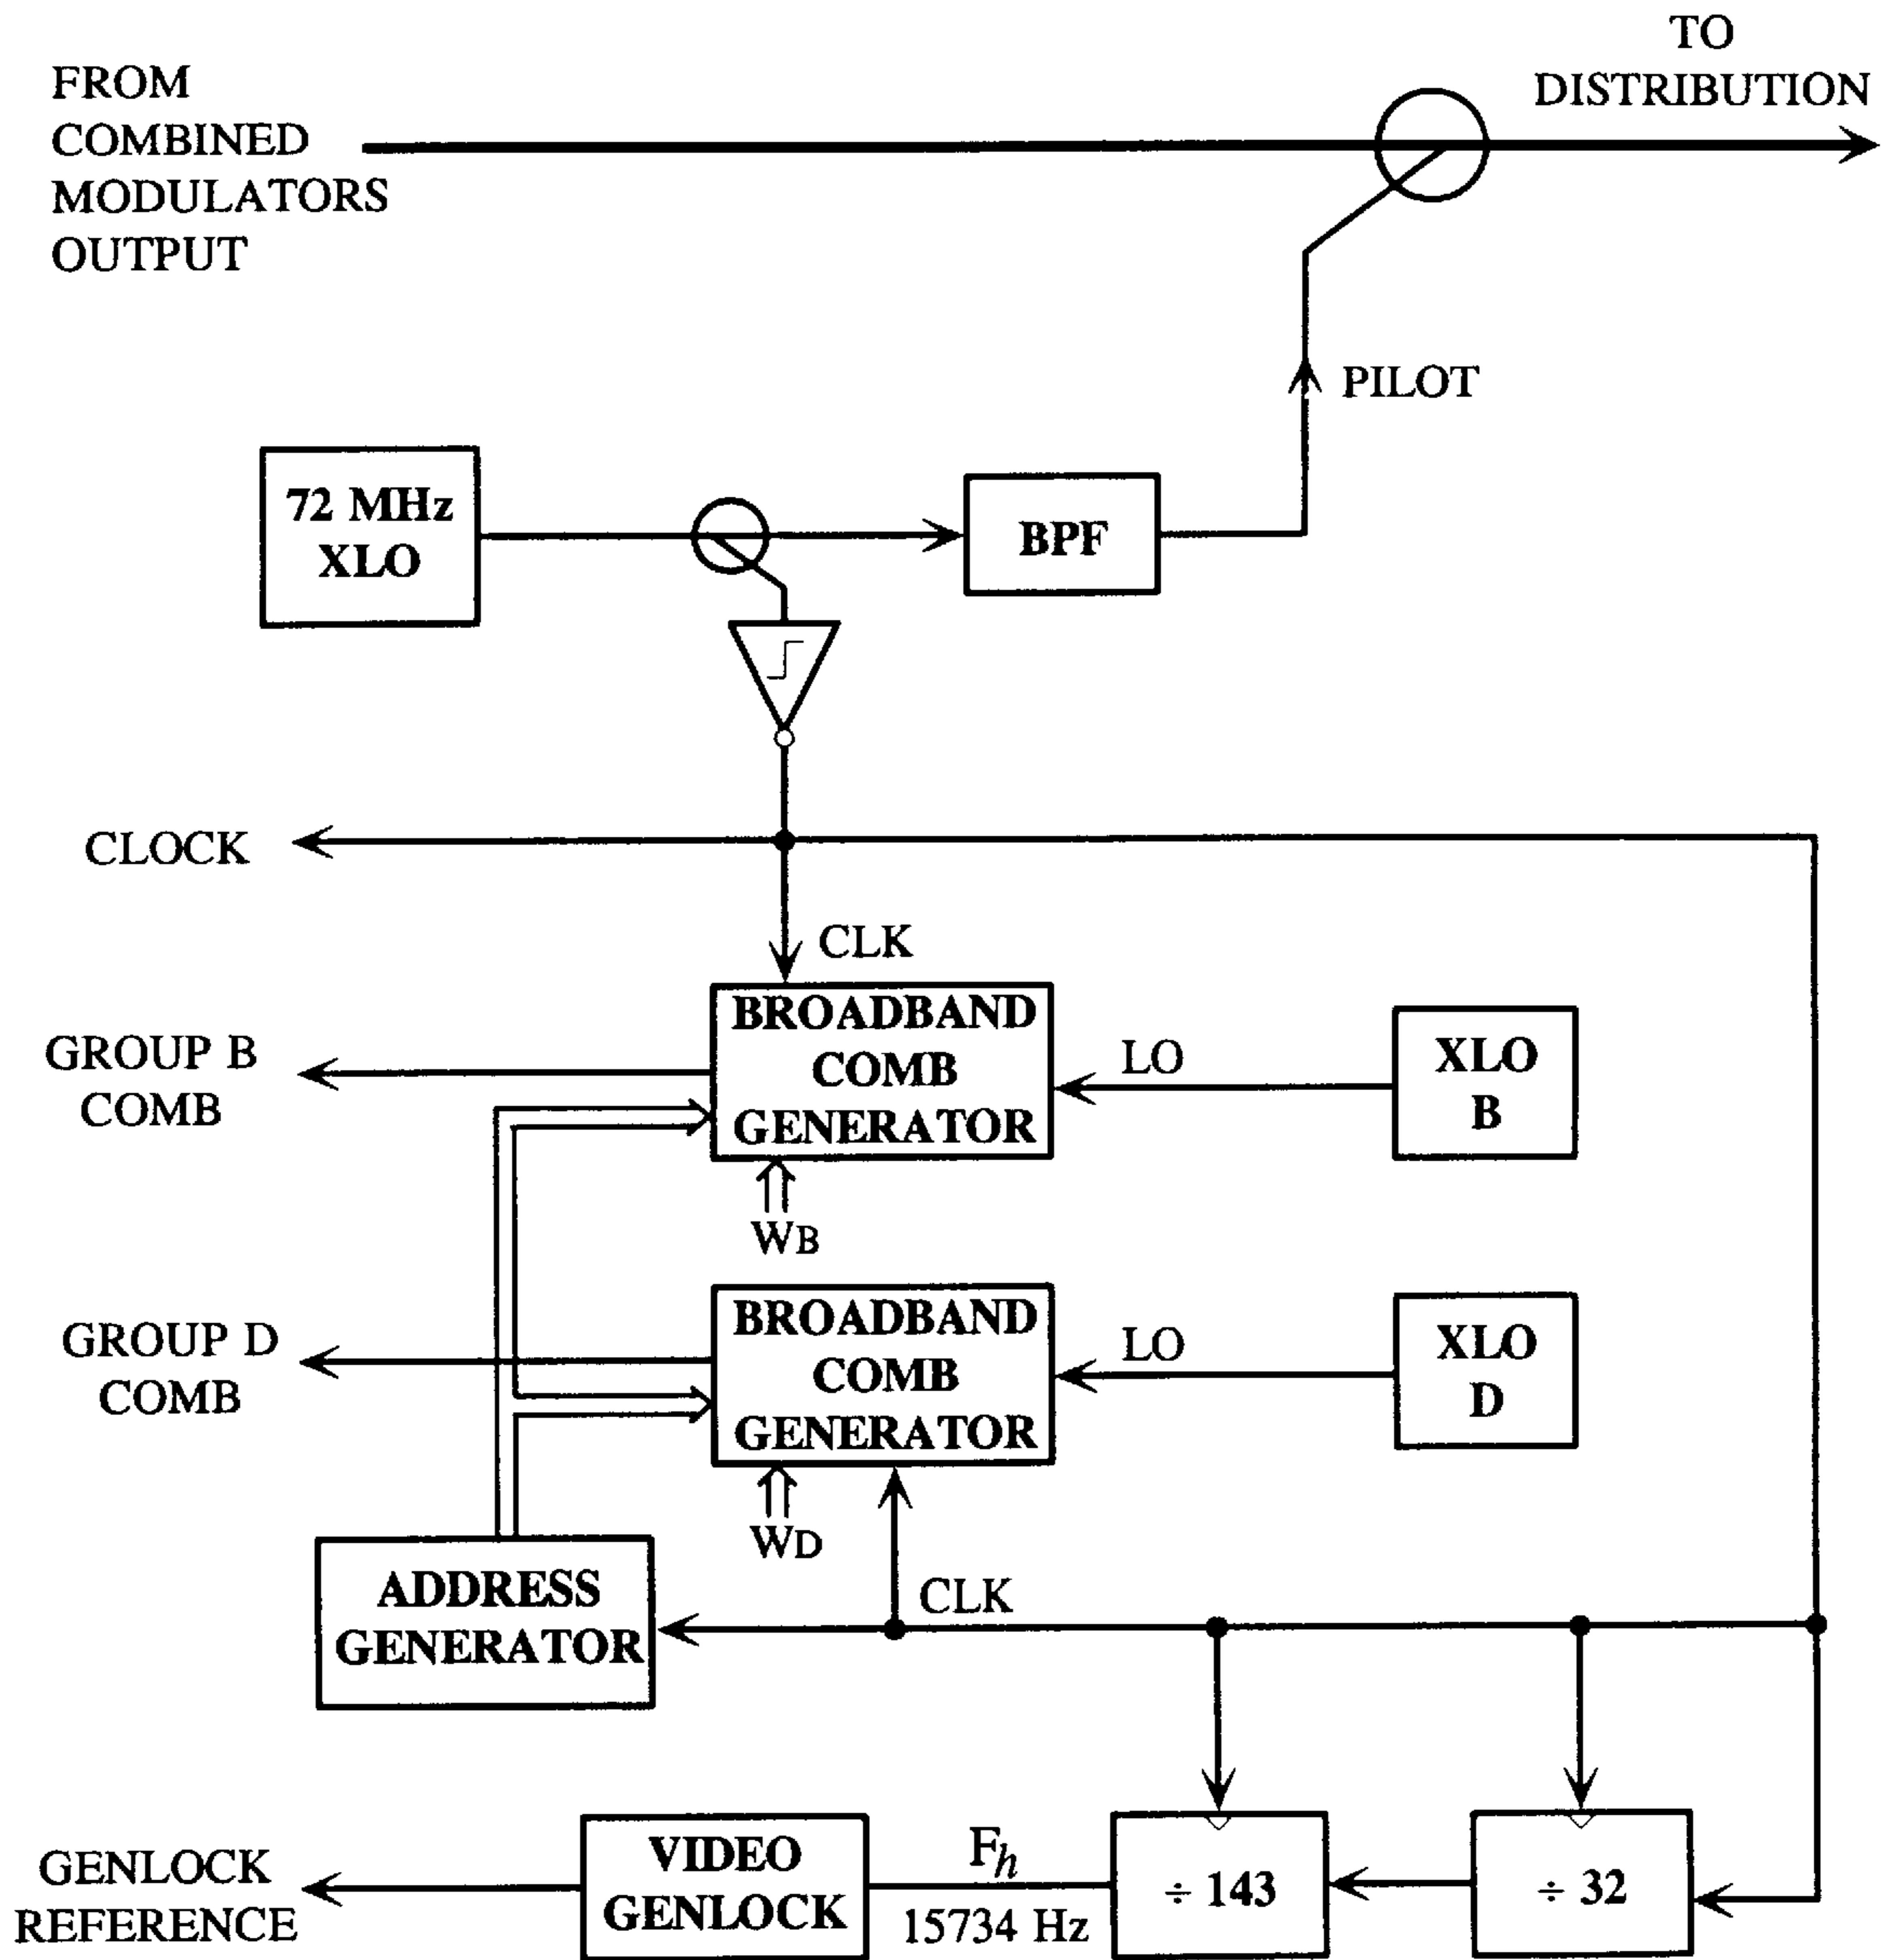 TO
DISTRIBUTION
FROM
COMBINED
MODULATORS
OUTPUT
PILOT
72 MHz
XLO
BPF
CLOCK
CLK
BROADBAND
COMB
GENERATOR
GROUP B
COMB
LO
XLO
B
WB
BROADBAND
COMB
GENERATOR
GROUP D
COMB
LO
XLO
D
WD
ADDRESS
GENERATOR
CLK
GENLOCK
REFERENCE
VIDEO
GENLOCK
Fh
15734 Hz
÷ 143
÷ 32